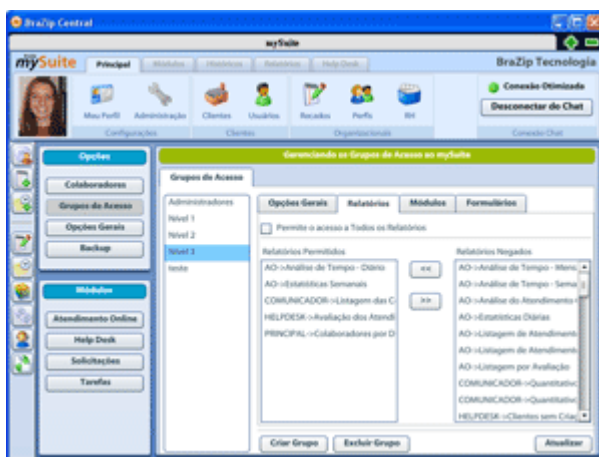 BraZip Central
mySuite
mySuite Principal Módulos Históricos Relatórios Help Desk BraZip Tecnologia
Meu Perfil Administração Clientes Usuários Recados Perfis RH
Configurações Clientes Organizacionais
Conexão Otimizada
Desconectar do Chat
Conexão Chat
Opções
Colaboradores
Grupos de Acesso
Opções Gerais
Backup
Módulos
Atendimento Online
Help Desk
Solicitações
Tarefas
Gerenciando os Grupos de Acesso ao mySuite
Grupos de Acesso
Administradores
Nível 1
Nível 2
Nível 3
teste
Opções Gerais Relatórios Módulos Formulários
Permite o acesso a Todos os Relatórios
Relatórios Permitidos
AO->Análise de Tempo - Diário
AO->Estatísticas Semanais
COMUNICADOR->Listagem das C
HELPDESK->Avaliação dos Atendi
PRINCIPAL->Colaboradores por D
<<
>>
Relatórios Negados
AO->Análise de Tempo - Mens
AO->Análise de Tempo - Sema
AO->Análise do Atendimento
AO->Estatísticas Diárias
AO->Listagem de Atendimento
AO->Listagem de Atendimento
AO->Listagem por Avaliação
COMUNICADOR->Quantitativo
COMUNICADOR->Quantitativo
HELPDESK->Clientes sem Criaç
Criar Grupo Excluir Grupo Atualizar